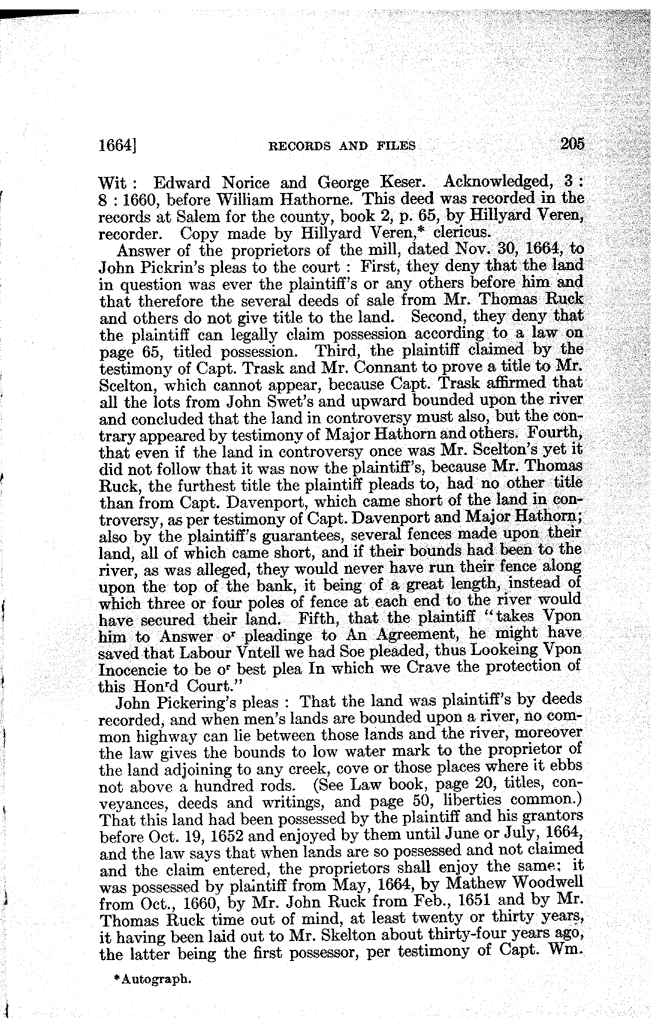 1664] RECORDS AND FILES 205
Wit : Edward Norice and George Keser. Acknowledged, 3 :
8 : 1660, before William Hathorne. This deed was recorded in the
records at Salem for the county, book 2, p. 65, by Hillyard Veren,
recorder. Copy made by Hillyard Veren,* clericus.
Answer of the proprietors of the mill, dated Nov. 30, 1664, to
John Pickrin's pleas to the court : First, they deny that the land
in question was ever the plaintiff's or any others before him and
that therefore the several deeds of sale from Mr. Thomas Ruck
and others do not give title to the land. Second, they deny that
the plaintiff can legally claim possession according to a law on
page 65, titled possession. Third, the plaintiff claimed by the
testimony of Capt. Trask and Mr. Connant to prove a title to Mr.
Scelton, which cannot appear, because Capt. Trask affirmed that
all the lots from John Swet's and upward bounded upon the river
and concluded that the land in controversy must also, but the con-
trary appeared by testimony of Major Hathorn and others. Fourth,
that even if the land in controversy once was Mr. Scelton's yet it
did not follow that it was now the plaintiff's, because Mr. Thomas
Ruck, the furthest title the plaintiff pleads to, had no other title
than from Capt. Davenport, which came short of the land in con-
troversy, as per testimony of Capt. Davenport and Major Hathorn;
also by the plaintiff's guarantees, several fences made upon their
land, all of which came short, and if their bounds had been to the
river, as was alleged, they would never have run their fence along
upon the top of the bank, it being of a great length, instead of
which three or four poles of fence at each end to the river would
have secured their land. Fifth, that the plaintiff "takes Vpon
him to Answer oʳ pleadinge to An Agreement, he might have
saved that Labour Vntell we had Soe pleaded, thus Lookeing Vpon
Inocencie to be oʳ best plea In which we Crave the protection of
this Honʳd Court."
John Pickering's pleas : That the land was plaintiff's by deeds
recorded, and when men's lands are bounded upon a river, no com-
mon highway can lie between those lands and the river, moreover
the law gives the bounds to low water mark to the proprietor of
the land adjoining to any creek, cove or those places where it ebbs
not above a hundred rods. (See Law book, page 20, titles, con-
veyances, deeds and writings, and page 50, liberties common.)
That this land had been possessed by the plaintiff and his grantors
before Oct. 19, 1652 and enjoyed by them until June or July, 1664,
and the law says that when lands are so possessed and not claimed
and the claim entered, the proprietors shall enjoy the same: it
was possessed by plaintiff from May, 1664, by Mathew Woodwell
from Oct., 1660, by Mr. John Ruck from Feb., 1651 and by Mr.
Thomas Ruck time out of mind, at least twenty or thirty years,
it having been laid out to Mr. Skelton about thirty-four years ago,
the latter being the first possessor, per testimony of Capt. Wm.
*Autograph.